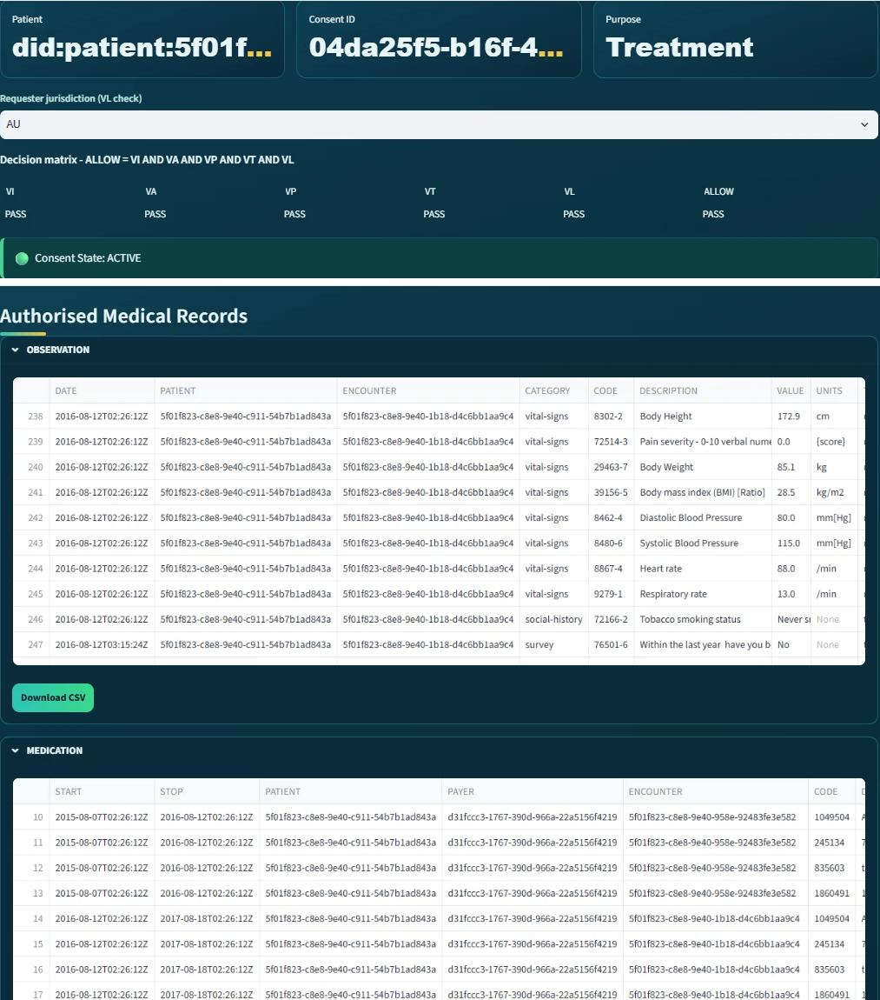 Patient Consent ID Purpose
did:patient:5f01f... 04da25f5-b16f-4... Treatment
Requester jurisdiction (VL check)
AU
Decision matrix - ALLOW = VI AND VA AND VP AND VT AND VL
VI VA VP VT VL ALLOW
PASS PASS PASS PASS PASS PASS
Consent State: ACTIVE
Authorised Medical Records
OBSERVATION
DATE PATIENT ENCOUNTER CATEGORY CODE DESCRIPTION VALUE UNITS
238 2016-08-12T02:26:12Z 5f01f823-c8e8-9e40-c911-54b7b1ad843a 5f01f823-c8e8-9e40-1b18-d4c6bb1aa9c4 vital-signs 8302-2 Body Height 172.9 cm
239 2016-08-12T02:26:12Z 5f01f823-c8e8-9e40-c911-54b7b1ad843a 5f01f823-c8e8-9e40-1b18-d4c6bb1aa9c4 vital-signs 72514-3 Pain severity - 0-10 verbal nume 0.0 {score}
240 2016-08-12T02:26:12Z 5f01f823-c8e8-9e40-c911-54b7b1ad843a 5f01f823-c8e8-9e40-1b18-d4c6bb1aa9c4 vital-signs 29463-7 Body Weight 85.1 kg
241 2016-08-12T02:26:12Z 5f01f823-c8e8-9e40-c911-54b7b1ad843a 5f01f823-c8e8-9e40-1b18-d4c6bb1aa9c4 vital-signs 39156-5 Body mass index (BMI) [Ratio] 28.5 kg/m2
242 2016-08-12T02:26:12Z 5f01f823-c8e8-9e40-c911-54b7b1ad843a 5f01f823-c8e8-9e40-1b18-d4c6bb1aa9c4 vital-signs 8462-4 Diastolic Blood Pressure 80.0 mm[Hg]
243 2016-08-12T02:26:12Z 5f01f823-c8e8-9e40-c911-54b7b1ad843a 5f01f823-c8e8-9e40-1b18-d4c6bb1aa9c4 vital-signs 8480-6 Systolic Blood Pressure 115.0 mm[Hg]
244 2016-08-12T02:26:12Z 5f01f823-c8e8-9e40-c911-54b7b1ad843a 5f01f823-c8e8-9e40-1b18-d4c6bb1aa9c4 vital-signs 8867-4 Heart rate 88.0 /min
245 2016-08-12T02:26:12Z 5f01f823-c8e8-9e40-c911-54b7b1ad843a 5f01f823-c8e8-9e40-1b18-d4c6bb1aa9c4 vital-signs 9279-1 Respiratory rate 13.0 /min
246 2016-08-12T02:26:12Z 5f01f823-c8e8-9e40-c911-54b7b1ad843a 5f01f823-c8e8-9e40-1b18-d4c6bb1aa9c4 social-history 72166-2 Tobacco smoking status Never None
247 2016-08-12T03:15:24Z 5f01f823-c8e8-9e40-c911-54b7b1ad843a 5f01f823-c8e8-9e40-1b18-d4c6bb1aa9c4 survey 76501-6 Within the last year have you b No None
Download CSV
MEDICATION
START STOP PATIENT PAYER ENCOUNTER CODE
10 2015-08-07T02:26:12Z 2016-08-12T02:26:12Z 5f01f823-c8e8-9e40-c911-54b7b1ad843a d31fccc3-1767-390d-966a-22a5156f4219 5f01f823-c8e8-9e40-958e-92483fe3e582 1049504
11 2015-08-07T02:26:12Z 2016-08-12T02:26:12Z 5f01f823-c8e8-9e40-c911-54b7b1ad843a d31fccc3-1767-390d-966a-22a5156f4219 5f01f823-c8e8-9e40-958e-92483fe3e582 245134
12 2015-08-07T02:26:12Z 2016-08-12T02:26:12Z 5f01f823-c8e8-9e40-c911-54b7b1ad843a d31fccc3-1767-390d-966a-22a5156f4219 5f01f823-c8e8-9e40-958e-92483fe3e582 835603
13 2015-08-07T02:26:12Z 2016-08-12T02:26:12Z 5f01f823-c8e8-9e40-c911-54b7b1ad843a d31fccc3-1767-390d-966a-22a5156f4219 5f01f823-c8e8-9e40-958e-92483fe3e582 1860491
14 2016-08-12T02:26:12Z 2017-08-18T02:26:12Z 5f01f823-c8e8-9e40-c911-54b7b1ad843a d31fccc3-1767-390d-966a-22a5156f4219 5f01f823-c8e8-9e40-1b18-d4c6bb1aa9c4 1049504
15 2016-08-12T02:26:12Z 2017-08-18T02:26:12Z 5f01f823-c8e8-9e40-c911-54b7b1ad843a d31fccc3-1767-390d-966a-22a5156f4219 5f01f823-c8e8-9e40-1b18-d4c6bb1aa9c4 245134
16 2016-08-12T02:26:12Z 2017-08-18T02:26:12Z 5f01f823-c8e8-9e40-c911-54b7b1ad843a d31fccc3-1767-390d-966a-22a5156f4219 5f01f823-c8e8-9e40-1b18-d4c6bb1aa9c4 835603
17 2016-08-12T02:26:12Z 2017-08-18T02:26:12Z 5f01f823-c8e8-9e40-c911-54b7b1ad843a d31fccc3-1767-390d-966a-22a5156f4219 5f01f823-c8e8-9e40-1b18-d4c6bb1aa9c4 1860491